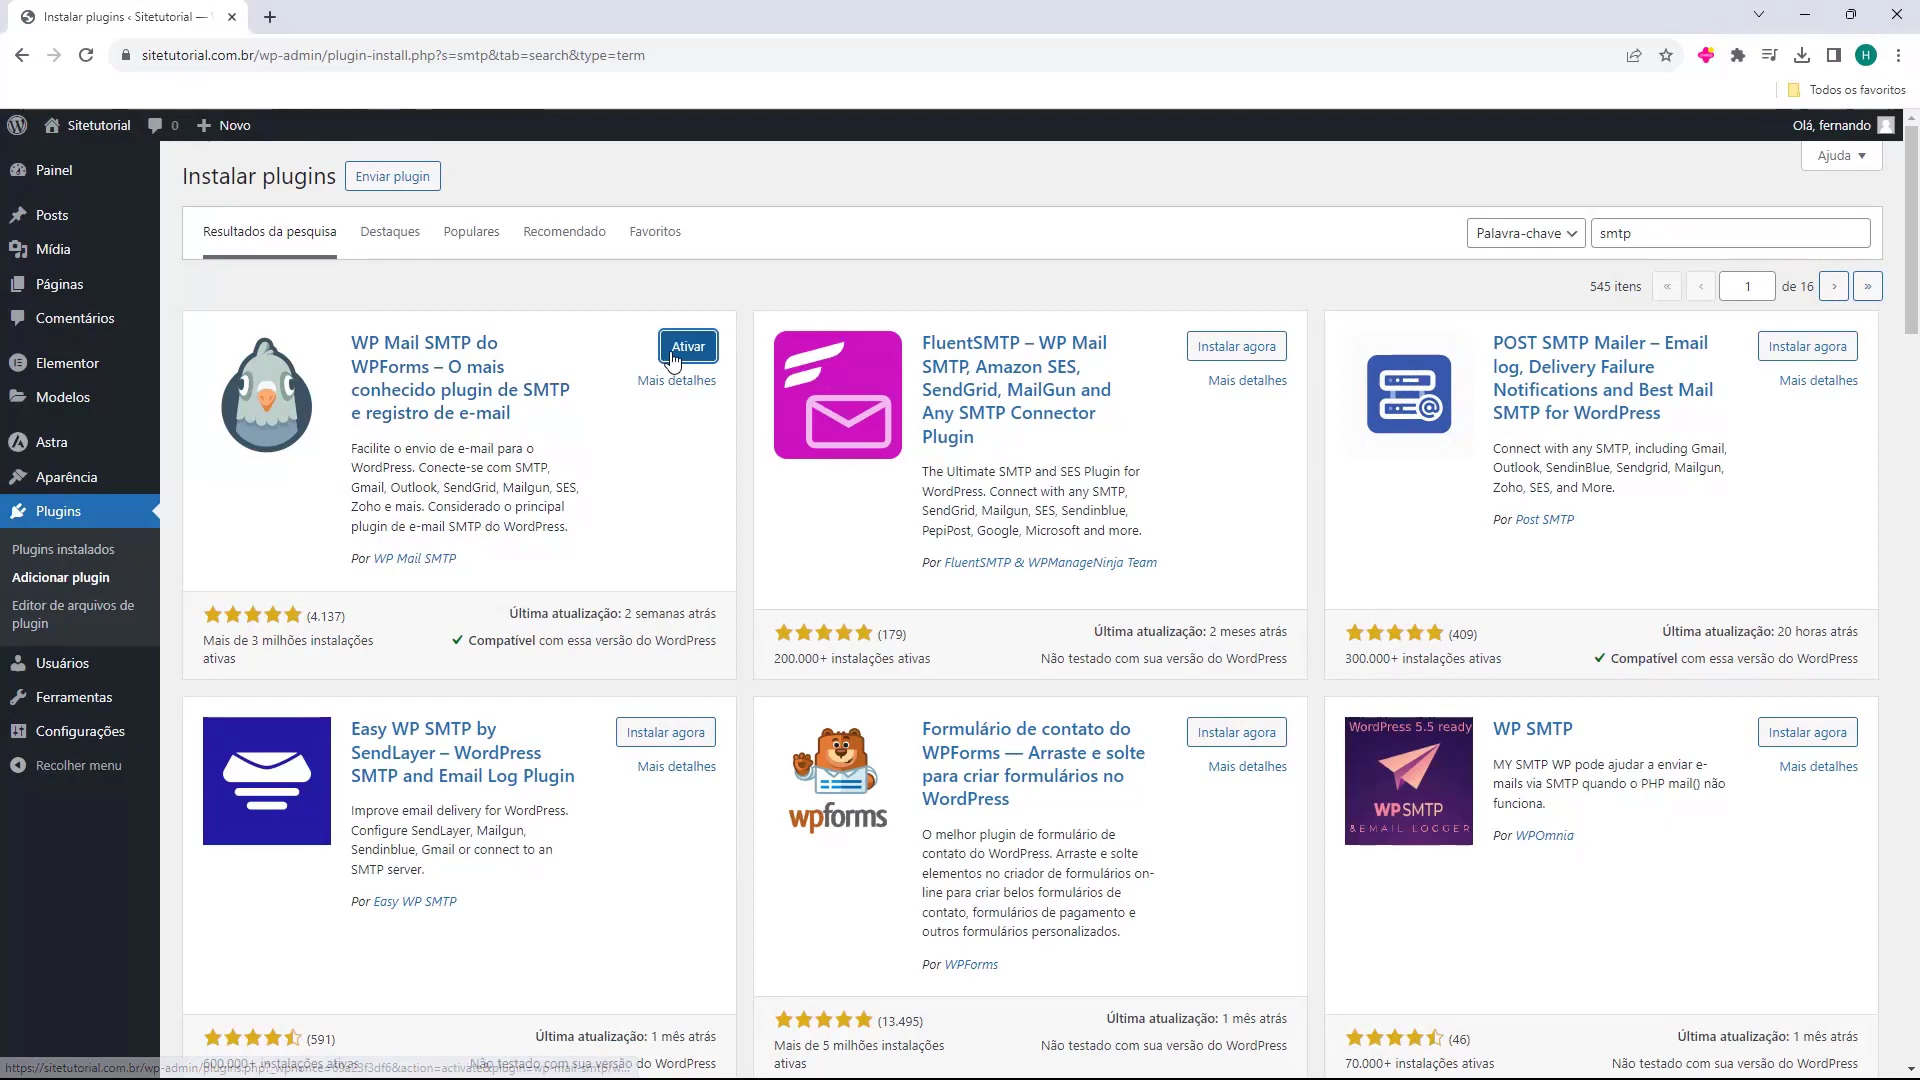 Instalar plugins ‹ Sitetutorial —
sitetutorial.com.br/wp-admin/plugin-install.php?s=smtp&tab=search&type=term
H
Todos os favoritos
Sitetutorial
0
Novo
Olá, fernando
Painel
Posts
Mídia
Páginas
Comentários
Elementor
Modelos
Astra
Aparência
Plugins
Plugins instalados
Adicionar plugin
Editor de arquivos de
plugin
Usuários
Ferramentas
Configurações
Recolher menu
Ajuda
Instalar plugins
Enviar plugin
Resultados da pesquisa
Destaques
Populares
Recomendado
Favoritos
Palavra-chave
smtp
545 itens
«
‹
1
de 16
›
»
WP Mail SMTP do
WPForms – O mais
conhecido plugin de SMTP
e registro de e-mail
Ativar
Mais detalhes
Facilite o envio de e-mail para o
WordPress. Conecte-se com SMTP,
Gmail, Outlook, SendGrid, Mailgun, SES,
Zoho e mais. Considerado o principal
plugin de e-mail SMTP do WordPress.
Por WP Mail SMTP
(4.137)
Mais de 3 milhões instalações
ativas
Última atualização: 2 semanas atrás
Compatível com essa versão do WordPress
FluentSMTP – WP Mail
SMTP, Amazon SES,
SendGrid, MailGun and
Any SMTP Connector
Plugin
Instalar agora
Mais detalhes
The Ultimate SMTP and SES Plugin for
WordPress. Connect with any SMTP,
SendGrid, Mailgun, SES, Sendinblue,
PepiPost, Google, Microsoft and more.
Por FluentSMTP & WPManageNinja Team
(179)
200.000+ instalações ativas
Última atualização: 2 meses atrás
Não testado com sua versão do WordPress
POST SMTP Mailer – Email
log, Delivery Failure
Notifications and Best Mail
SMTP for WordPress
Instalar agora
Mais detalhes
Connect with any SMTP, including Gmail,
Outlook, SendinBlue, Sendgrid, Mailgun,
Zoho, SES, and More.
Por Post SMTP
(409)
300.000+ instalações ativas
Última atualização: 20 horas atrás
Compatível com essa versão do WordPress
Easy WP SMTP by
SendLayer – WordPress
SMTP and Email Log Plugin
Instalar agora
Mais detalhes
Improve email delivery for WordPress.
Configure SendLayer, Mailgun,
Sendinblue, Gmail or connect to an
SMTP server.
Por Easy WP SMTP
(591)
600.000+ instalações ativas
Última atualização: 1 mês atrás
Não testado com sua versão do WordPress
wpforms
Formulário de contato do
WPForms — Arraste e solte
para criar formulários no
WordPress
Instalar agora
Mais detalhes
O melhor plugin de formulário de
contato do WordPress. Arraste e solte
elementos no criador de formulários on-
line para criar belos formulários de
contato, formulários de pagamento e
outros formulários personalizados.
Por WPForms
(13.495)
Mais de 5 milhões instalações
ativas
Última atualização: 1 mês atrás
Não testado com sua versão do WordPress
WordPress 5.5 ready
WPSMTP
& EMAIL LOGGER
WP SMTP
Instalar agora
Mais detalhes
MY SMTP WP pode ajudar a enviar e-
mails via SMTP quando o PHP mail() não
funciona.
Por WPOmnia
(46)
70.000+ instalações ativas
Última atualização: 1 mês atrás
Não testado com sua versão do WordPress